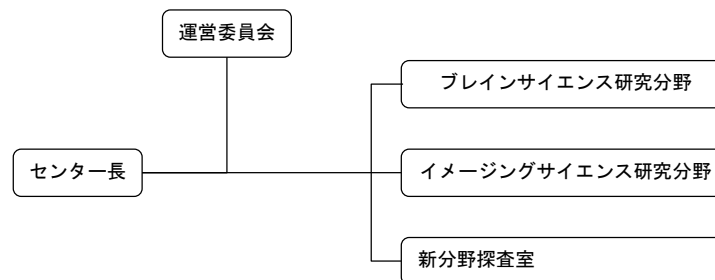 運営委員会
ブレインサイエンス研究分野
センター長
イメージングサイエンス研究分野
新分野探査室